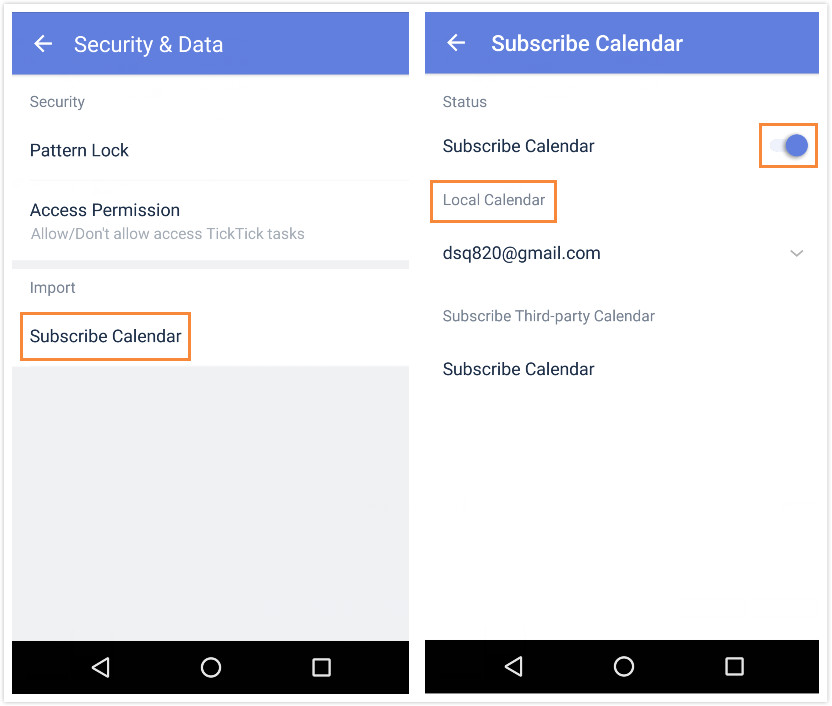 Security & Data
Security
Pattern Lock
Access Permission
Allow/Don't allow access TickTick tasks
Import
Subscribe Calendar
Subscribe Calendar
Status
Subscribe Calendar
Local Calendar
dsq820@gmail.com
Subscribe Third-party Calendar
Subscribe Calendar